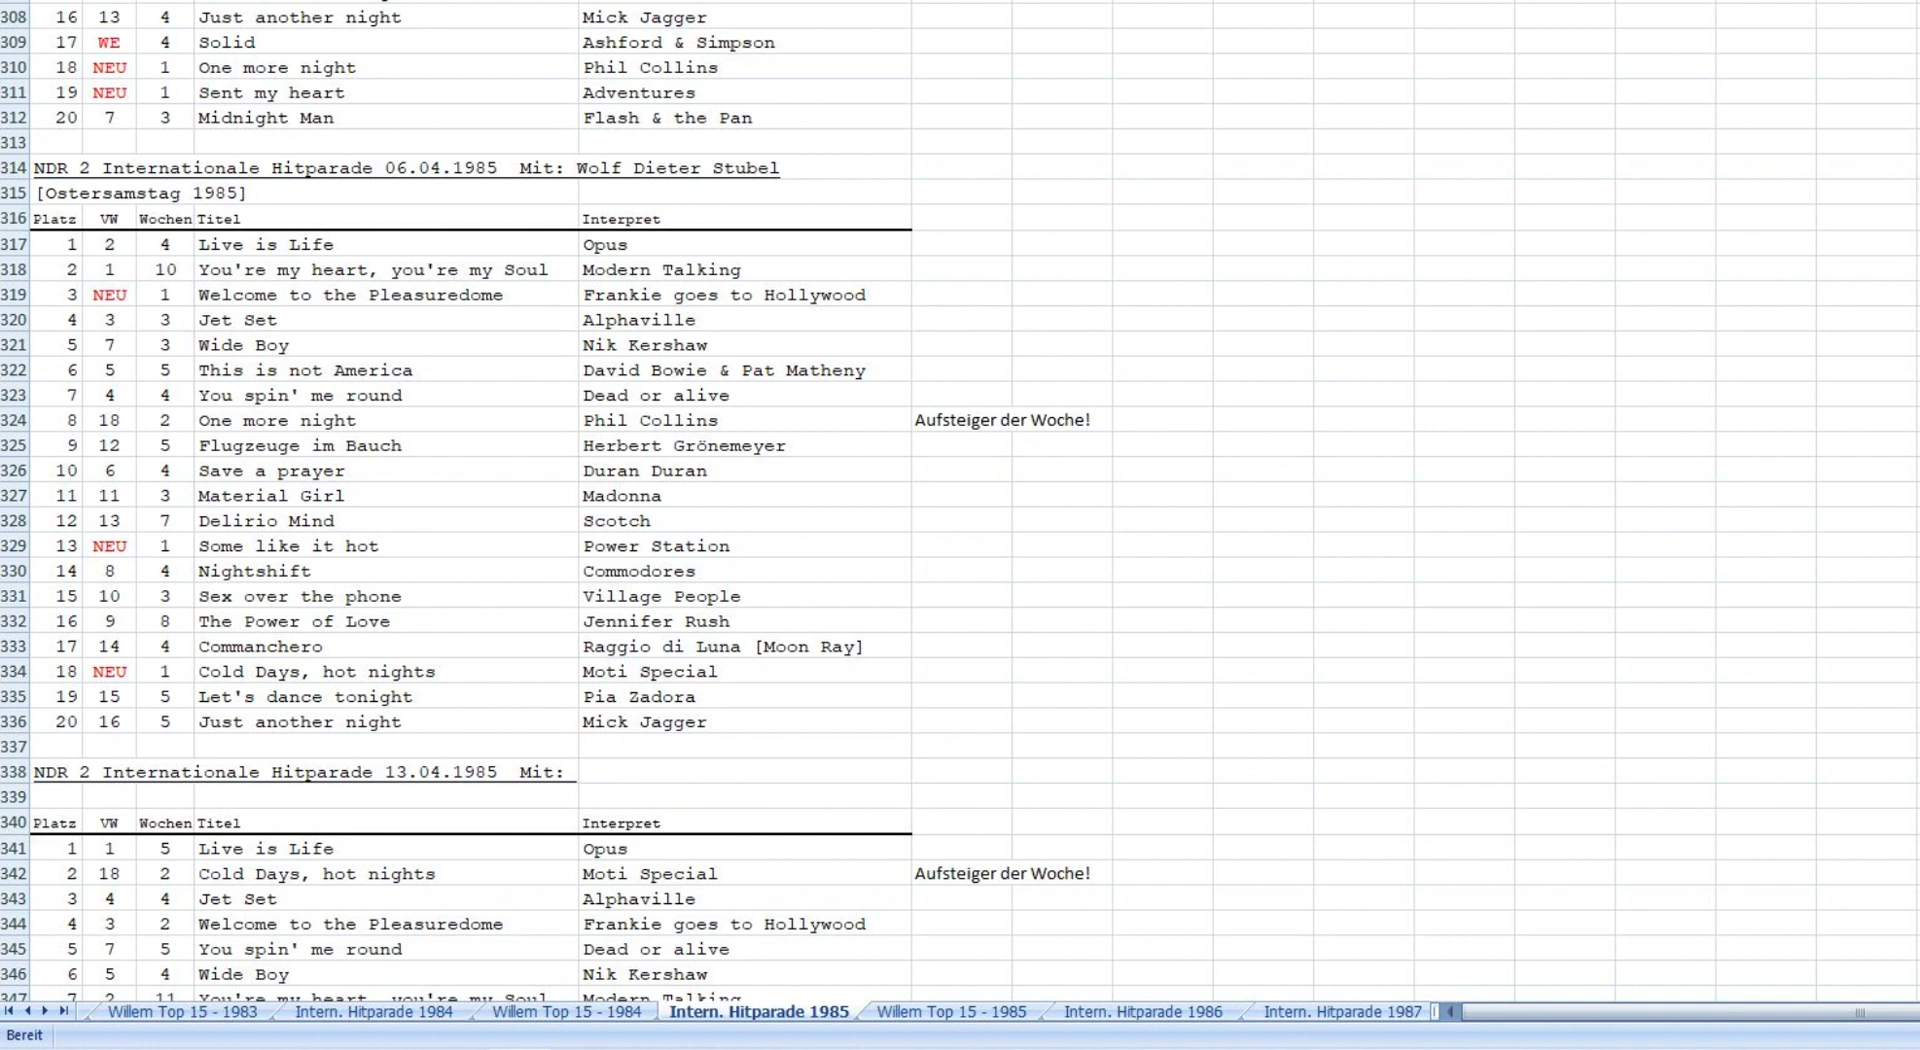 308 16 13 4 Just another night Mick Jagger
309 17 WE 4 Solid Ashford & Simpson
310 18 NEU 1 One more night Phil Collins
311 19 NEU 1 Sent my heart Adventures
312 20 7 3 Midnight Man Flash & the Pan
313
314 NDR 2 Internationale Hitparade 06.04.1985 Mit: Wolf Dieter Stubel
315 [Ostersamstag 1985]
316 Platz VW Wochen Titel Interpret
317 1 2 4 Live is Life Opus
318 2 1 10 You're my heart, you're my Soul Modern Talking
319 3 NEU 1 Welcome to the Pleasuredome Frankie goes to Hollywood
320 4 3 3 Jet Set Alphaville
321 5 7 3 Wide Boy Nik Kershaw
322 6 5 5 This is not America David Bowie & Pat Matheny
323 7 4 4 You spin' me round Dead or alive
324 8 18 2 One more night Phil Collins Aufsteiger der Woche!
325 9 12 5 Flugzeuge im Bauch Herbert Grönemeyer
326 10 6 4 Save a prayer Duran Duran
327 11 11 3 Material Girl Madonna
328 12 13 7 Delirio Mind Scotch
329 13 NEU 1 Some like it hot Power Station
330 14 8 4 Nightshift Commodores
331 15 10 3 Sex over the phone Village People
332 16 9 8 The Power of Love Jennifer Rush
333 17 14 4 Commanchero Raggio di Luna [Moon Ray]
334 18 NEU 1 Cold Days, hot nights Moti Special
335 19 15 5 Let's dance tonight Pia Zadora
336 20 16 5 Just another night Mick Jagger
337
338 NDR 2 Internationale Hitparade 13.04.1985 Mit:
339
340 Platz VW Wochen Titel Interpret
341 1 1 5 Live is Life Opus
342 2 18 2 Cold Days, hot nights Moti Special Aufsteiger der Woche!
343 3 4 4 Jet Set Alphaville
344 4 3 2 Welcome to the Pleasuredome Frankie goes to Hollywood
345 5 7 5 You spin' me round Dead or alive
346 6 5 4 Wide Boy Nik Kershaw
347 7 2 11 You're my heart, you're my Soul Modern Talking
Willem Top 15 - 1983 Intern. Hitparade 1984 Willem Top 15 - 1984 Intern. Hitparade 1985 Willem Top 15 - 1985 Intern. Hitparade 1986 Intern. Hitparade 1987
Bereit